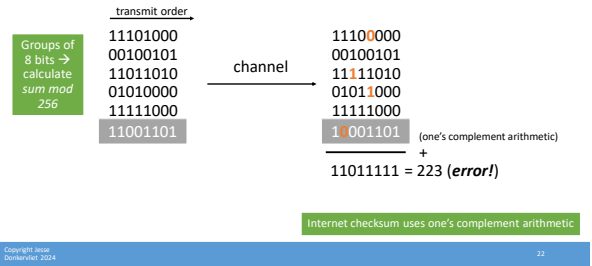 transmit order
Groups of
8 bits →
calculate
sum mod
256
11101000
00100101
11011010
01010000
11111000
11001101
channel
11100000
00100101
11111010
01011000
11111000
10001101
(one's complement arithmetic)
+
11011111 = 223 (error!)
Internet checksum uses one's complement arithmetic
Copyright Jesse
Donkervliet 2024
22